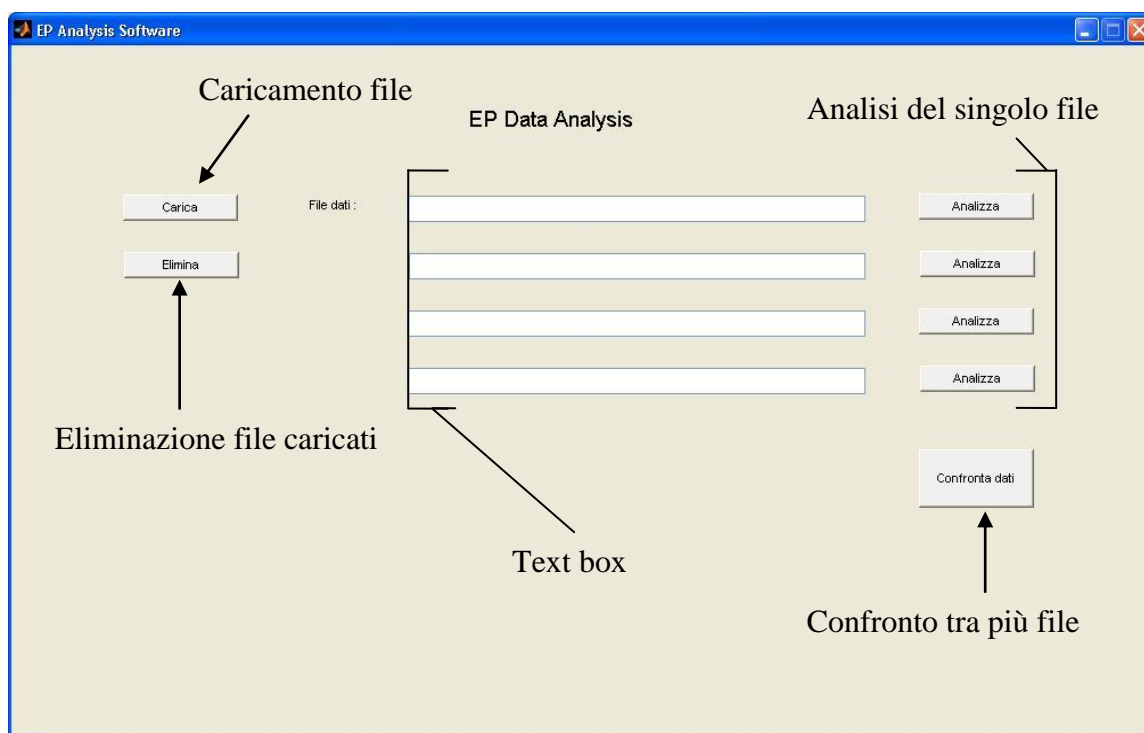 EP Analysis Software
Caricamento file
EP Data Analysis
Analisi del singolo file
Carica
File dati :
Analizza
Elimina
Analizza
Analizza
Analizza
Eliminazione file caricati
Confronta dati
Text box
Confronto tra più file